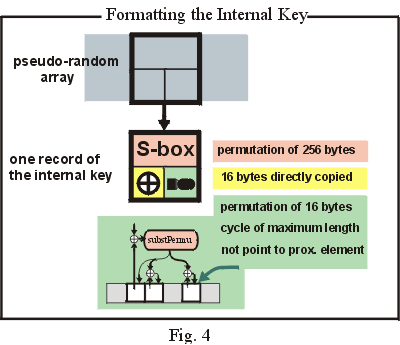 Formatting the Internal Key
pseudo-random
array
S-box
permutation of 256 bytes
one record of
the internal key
16 bytes directly copied
permutation of 16 bytes
cycle of maximum length
not point to prox. element
substPermu
Fig. 4